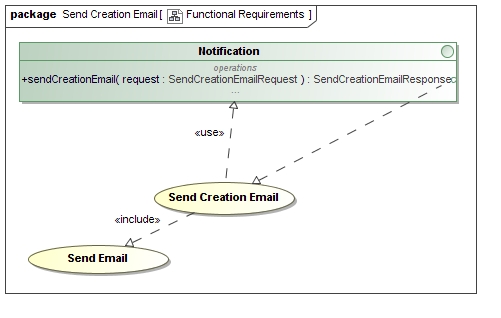 package Send Creation Email[ Functional Requirements ]
Notification
operations
+sendCreationEmail( request : SendCreationEmailRequest ) : SendCreationEmailResponse
...
«use»
Send Creation Email
«include»
Send Email